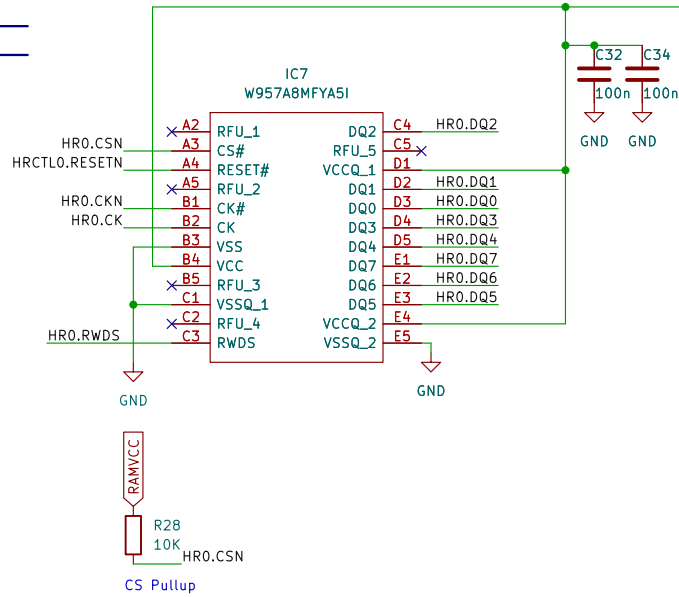 C32
C34
100n
100n
GND
GND
IC7
W957A8MFYA5I
A2 RFU_1 DQ2 C4 HR0.DQ2
HR0.CSN A3 CS# RFU_5 C5
HRCTL0.RESETN A4 RESET# VCCQ_1 D1
A5 RFU_2 DQ1 D2 HR0.DQ1
HR0.CKN B1 CK# DQ0 D3 HR0.DQ0
HR0.CK B2 CK DQ3 D4 HR0.DQ3
B3 VSS DQ4 D5 HR0.DQ4
B4 VCC DQ7 E1 HR0.DQ7
B5 RFU_3 DQ6 E2 HR0.DQ6
C1 VSSQ_1 DQ5 E3 HR0.DQ5
C2 RFU_4 VCCQ_2 E4
HR0.RWDS C3 RWDS VSSQ_2 E5
GND
GND
RAMVCC
R28
10K
HR0.CSN
CS Pullup